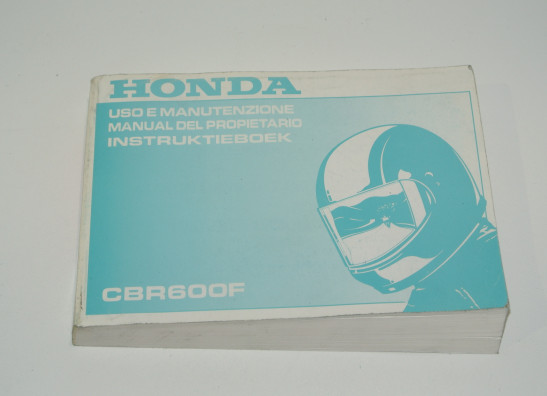 HONDA
USO E MANUTENZIONE
MANUAL DEL PROPIETARIO
INSTRUKTIEBOEK
CBR600F